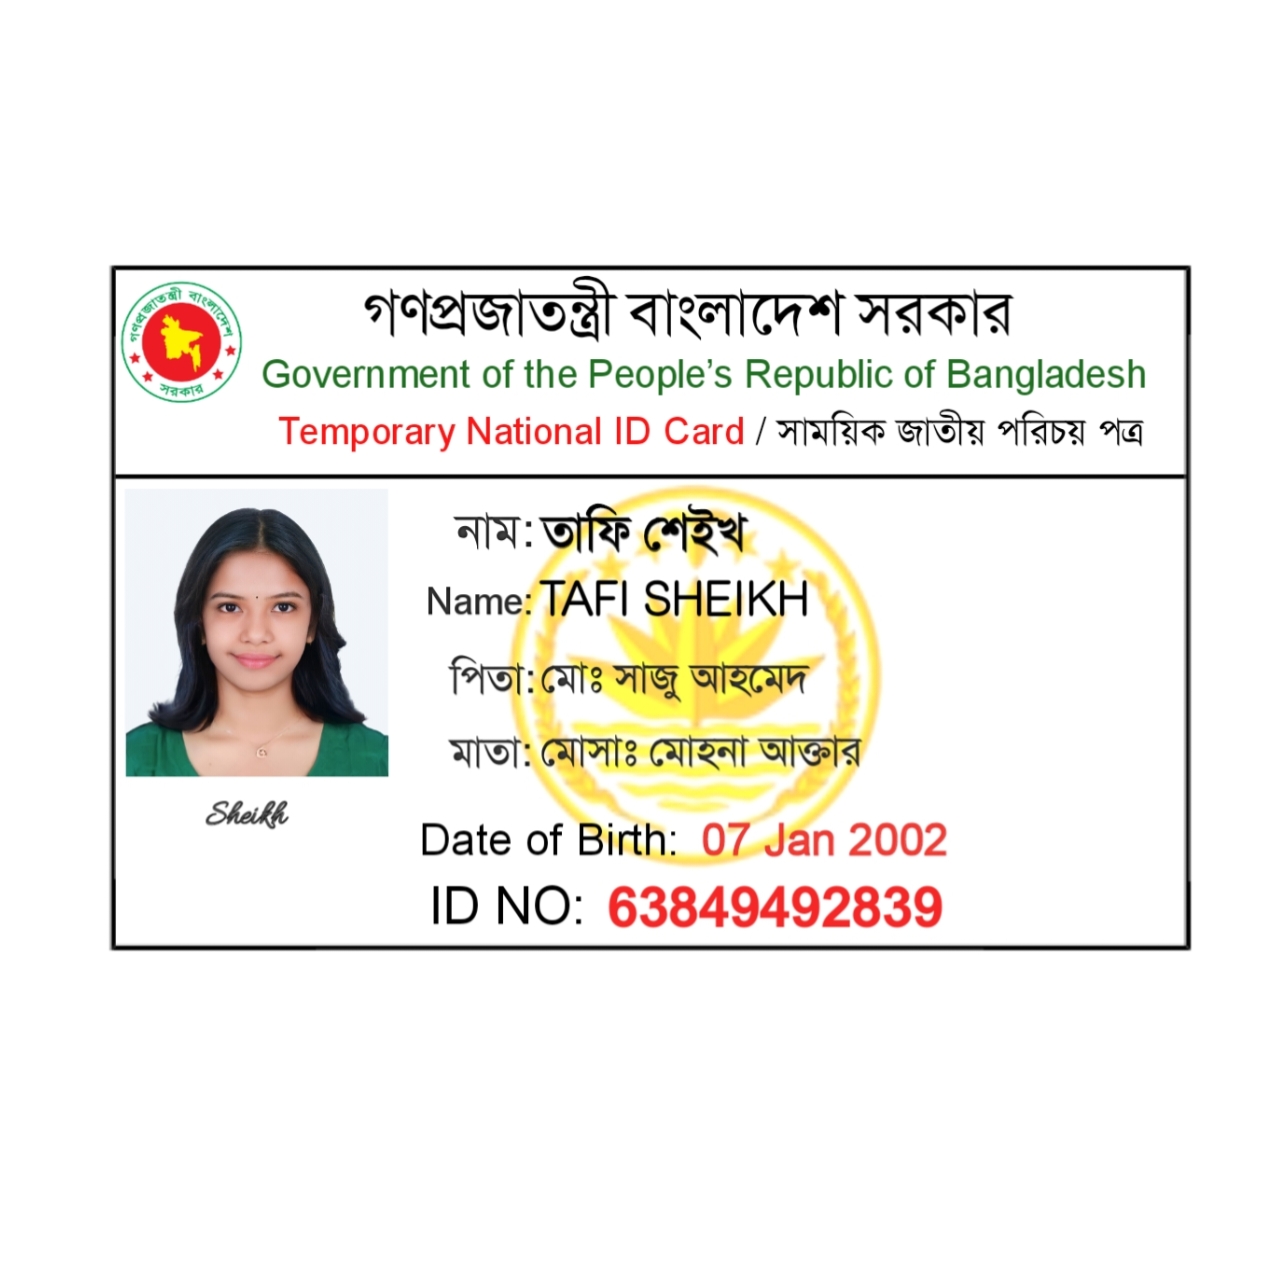 গণপ্রজাতন্ত্রী বাংলাদেশ সরকার
Government of the People’s Republic of Bangladesh
Temporary National ID Card / সাময়িক জাতীয় পরিচয় পত্র
গণপ্রজাতন্ত্রী বাংলাদেশ
সরকার
নাম: তাফি শেইখ
Name: TAFI SHEIKH
পিতা: মোঃ সাজু আহমেদ
মাতা: মোসাঃ মোহনা আক্তার
Sheikh
Date of Birth: 07 Jan 2002
ID NO: 63849492839